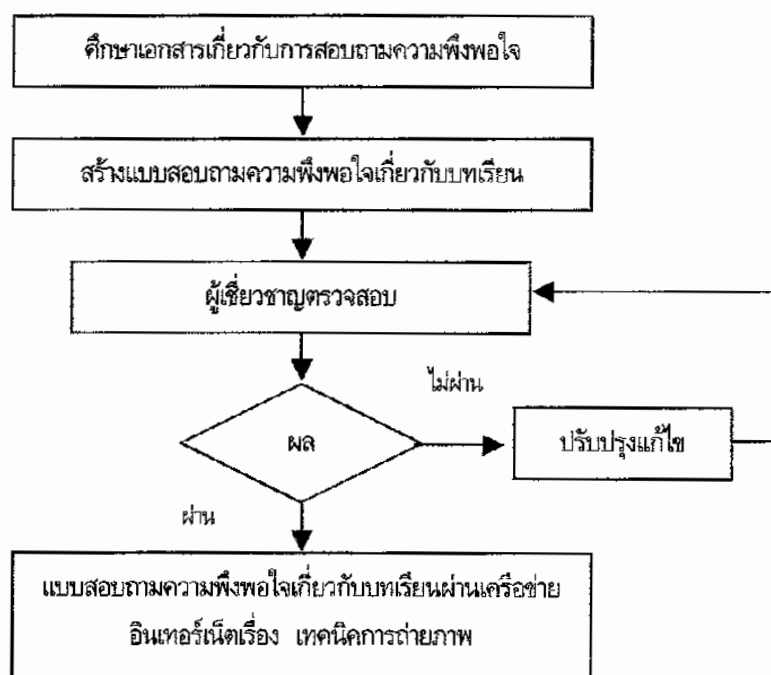 ศึกษาเอกสารเกี่ยวกับการสอบถามความพึงพอใจ
สร้างแบบสอบถามความพึงพอใจเกี่ยวกับบทเรียน
ผู้เชี่ยวชาญตรวจสอบ
ไม่ผ่าน
ผล
ปรับปรุงแก้ไข
ผ่าน
แบบสอบถามความพึงพอใจเกี่ยวกับบทเรียนผ่านเครือข่าย
อินเทอร์เน็ตเรื่อง เทคนิคการถ่ายภาพ